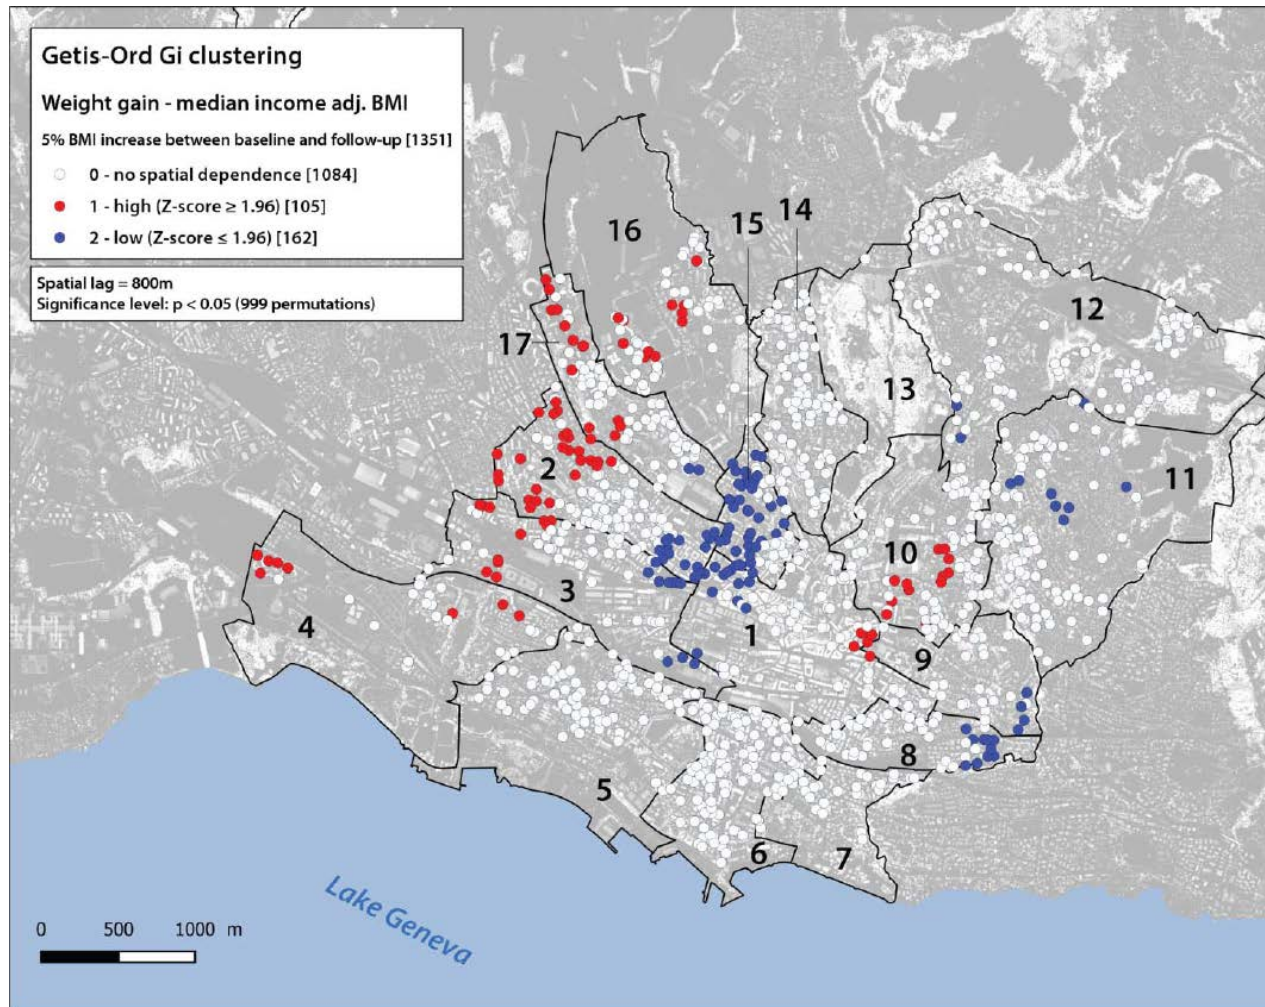 Getis-Ord Gi clustering
Weight gain - median income adj. BMI
5% BMI increase between baseline and follow-up [1351]
0 - no spatial dependence [1084]
1 - high (Z-score ≥ 1.96) [105]
2 - low (Z-score ≤ 1.96) [162]
Spatial lag = 800m
Significance level: p < 0.05 (999 permutations)
14
15
16
12
17
13
11
2
10
3
4
1
9
8
5
6
7
Lake Geneva
0 500 1000 m